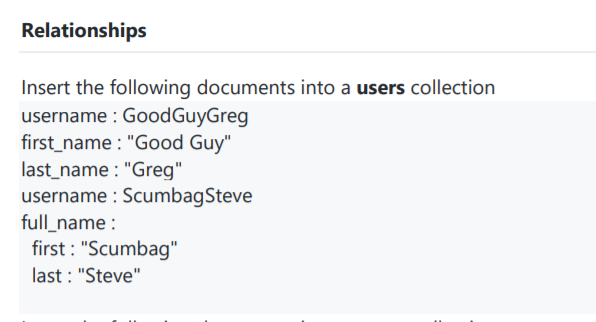 Relationships
Insert the following documents into a users collection
username : GoodGuyGreg
first_name : "Good Guy"
last_name : "Greg"
username : ScumbagSteve
full_name :
first : "Scumbag"
last : "Steve"